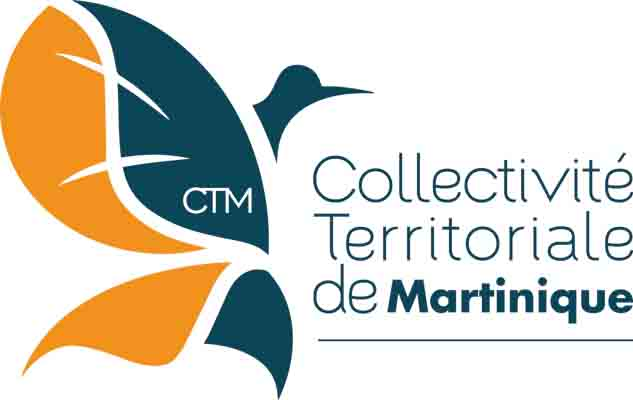 CTM
Collectivité
Territoriale
de Martinique